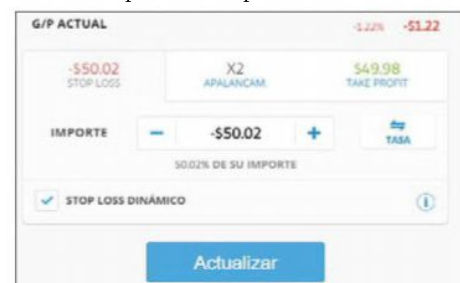 G/P ACTUAL -1.22% -$1.22
-$50.02 X2 $49.98
STOP LOSS APALANCAM. TAKE PROFIT
IMPORTE − -$50.02 + TASA
50.02% DE SU IMPORTE
STOP LOSS DINÁMICO
Actualizar